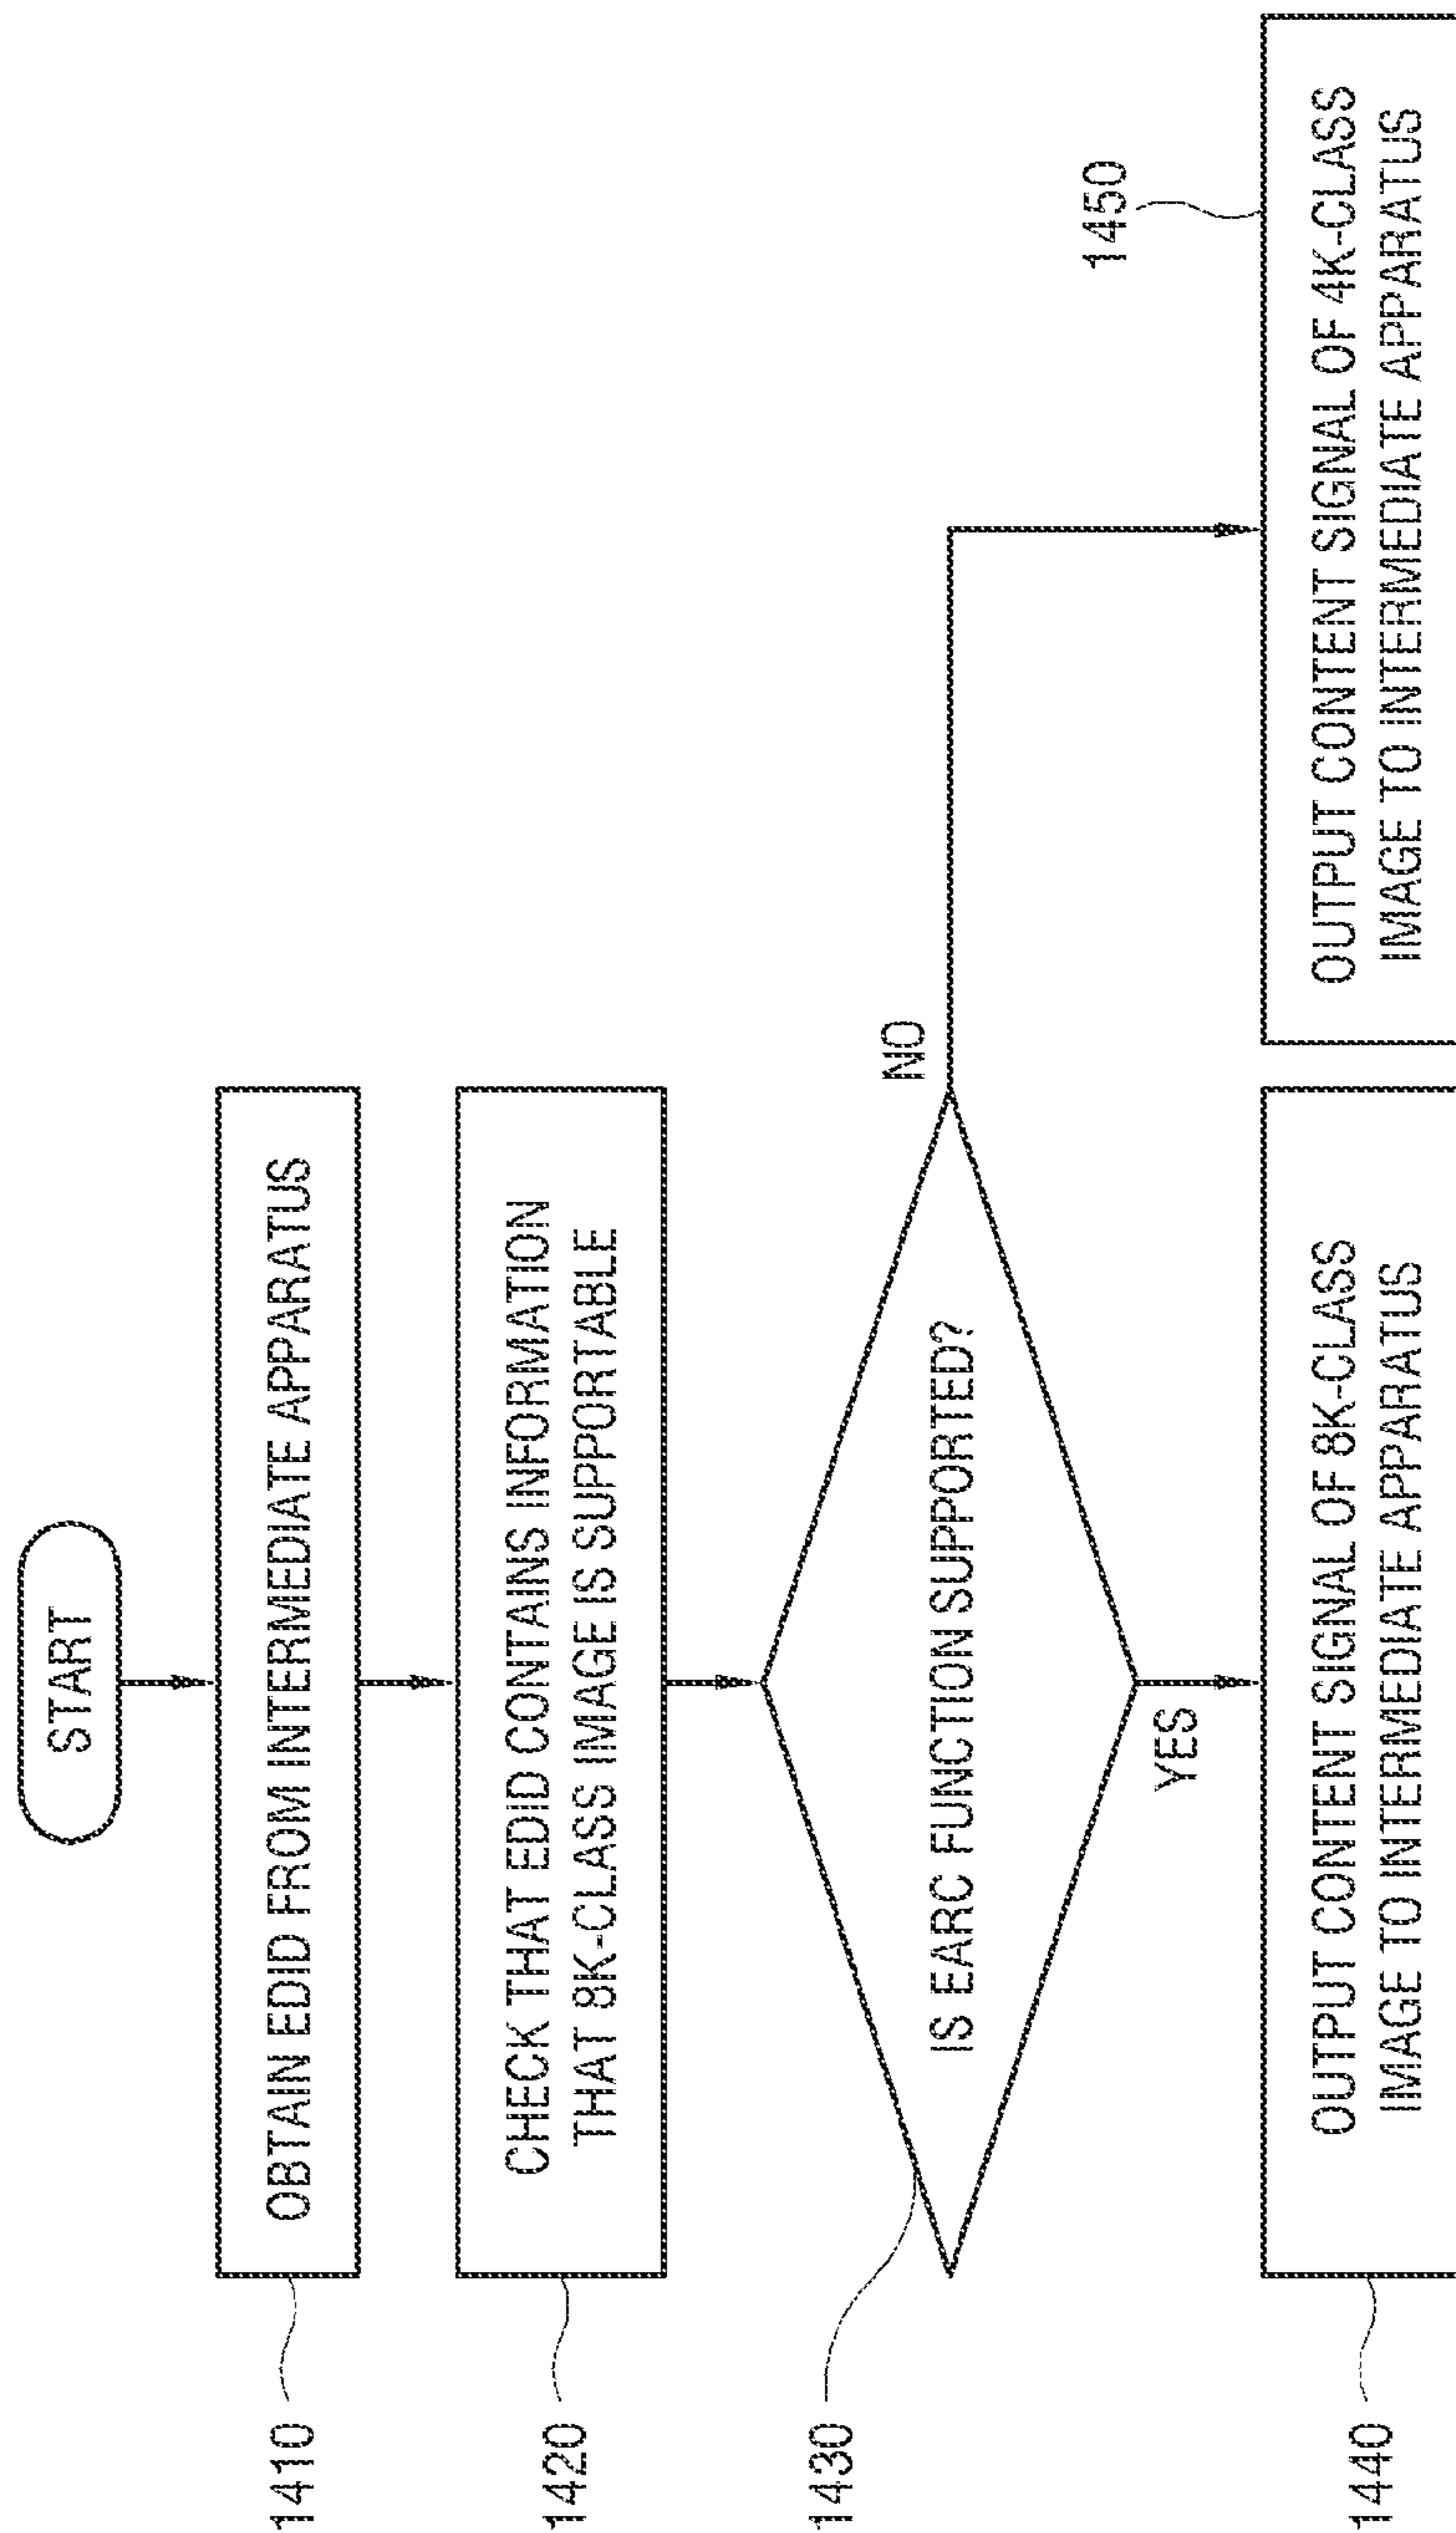 START
1410
OBTAIN EDID FROM INTERMEDIATE APPARATUS
1420
CHECK THAT EDID CONTAINS INFORMATION
THAT 8K-CLASS IMAGE IS SUPPORTABLE
1430
IS EARC FUNCTION SUPPORTED?
NO
YES
1440
OUTPUT CONTENT SIGNAL OF 8K-CLASS
IMAGE TO INTERMEDIATE APPARATUS
1450
OUTPUT CONTENT SIGNAL OF 4K-CLASS
IMAGE TO INTERMEDIATE APPARATUS